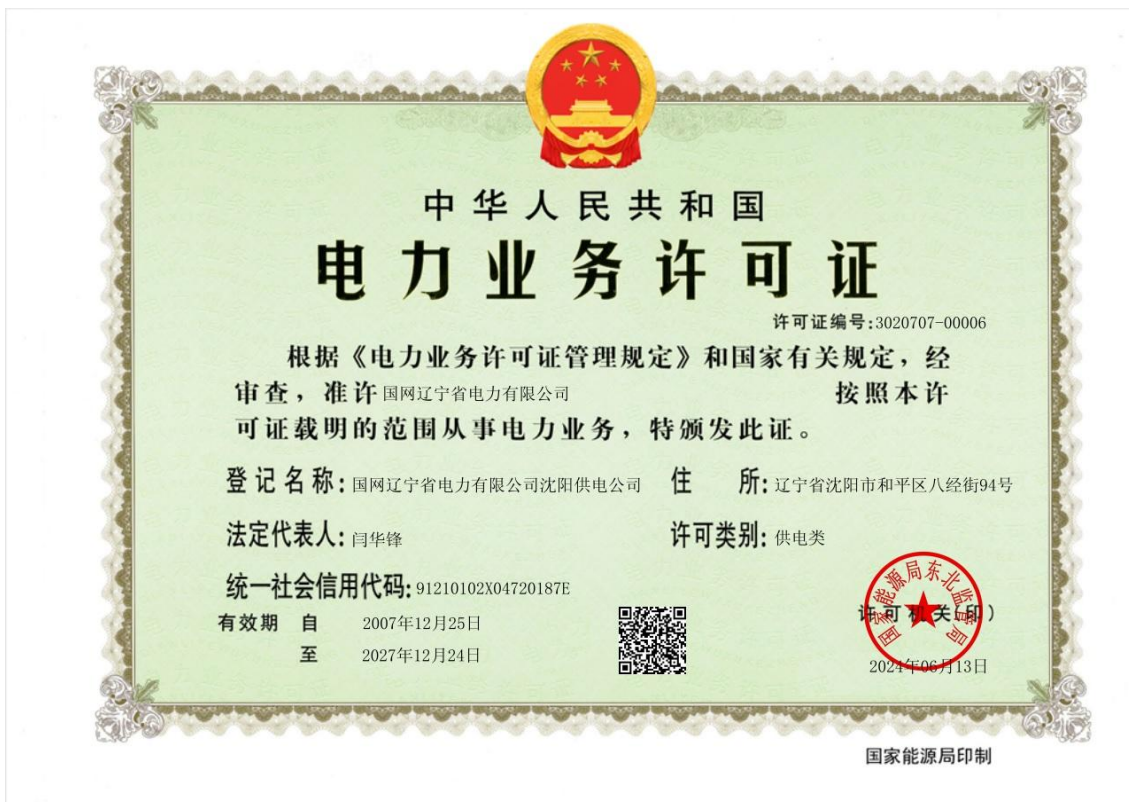 中华人民共和国
电力业务许可证
许可证编号:3020707-00006
根据《电力业务许可证管理规定》和国家有关规定，经
审查，准许国网辽宁省电力有限公司 按照本许
可证载明的范围从事电力业务，特颁发此证。
登记名称:国网辽宁省电力有限公司沈阳供电公司 住 所:辽宁省沈阳市和平区八经街94号
法定代表人:闫华锋 许可类别:供电类
统一社会信用代码:91210102X04720187E
国家能源局东北监管局
有效期 自 2007年12月25日 许可机关(印)
至 2027年12月24日 2024年06月13日
国家能源局印制